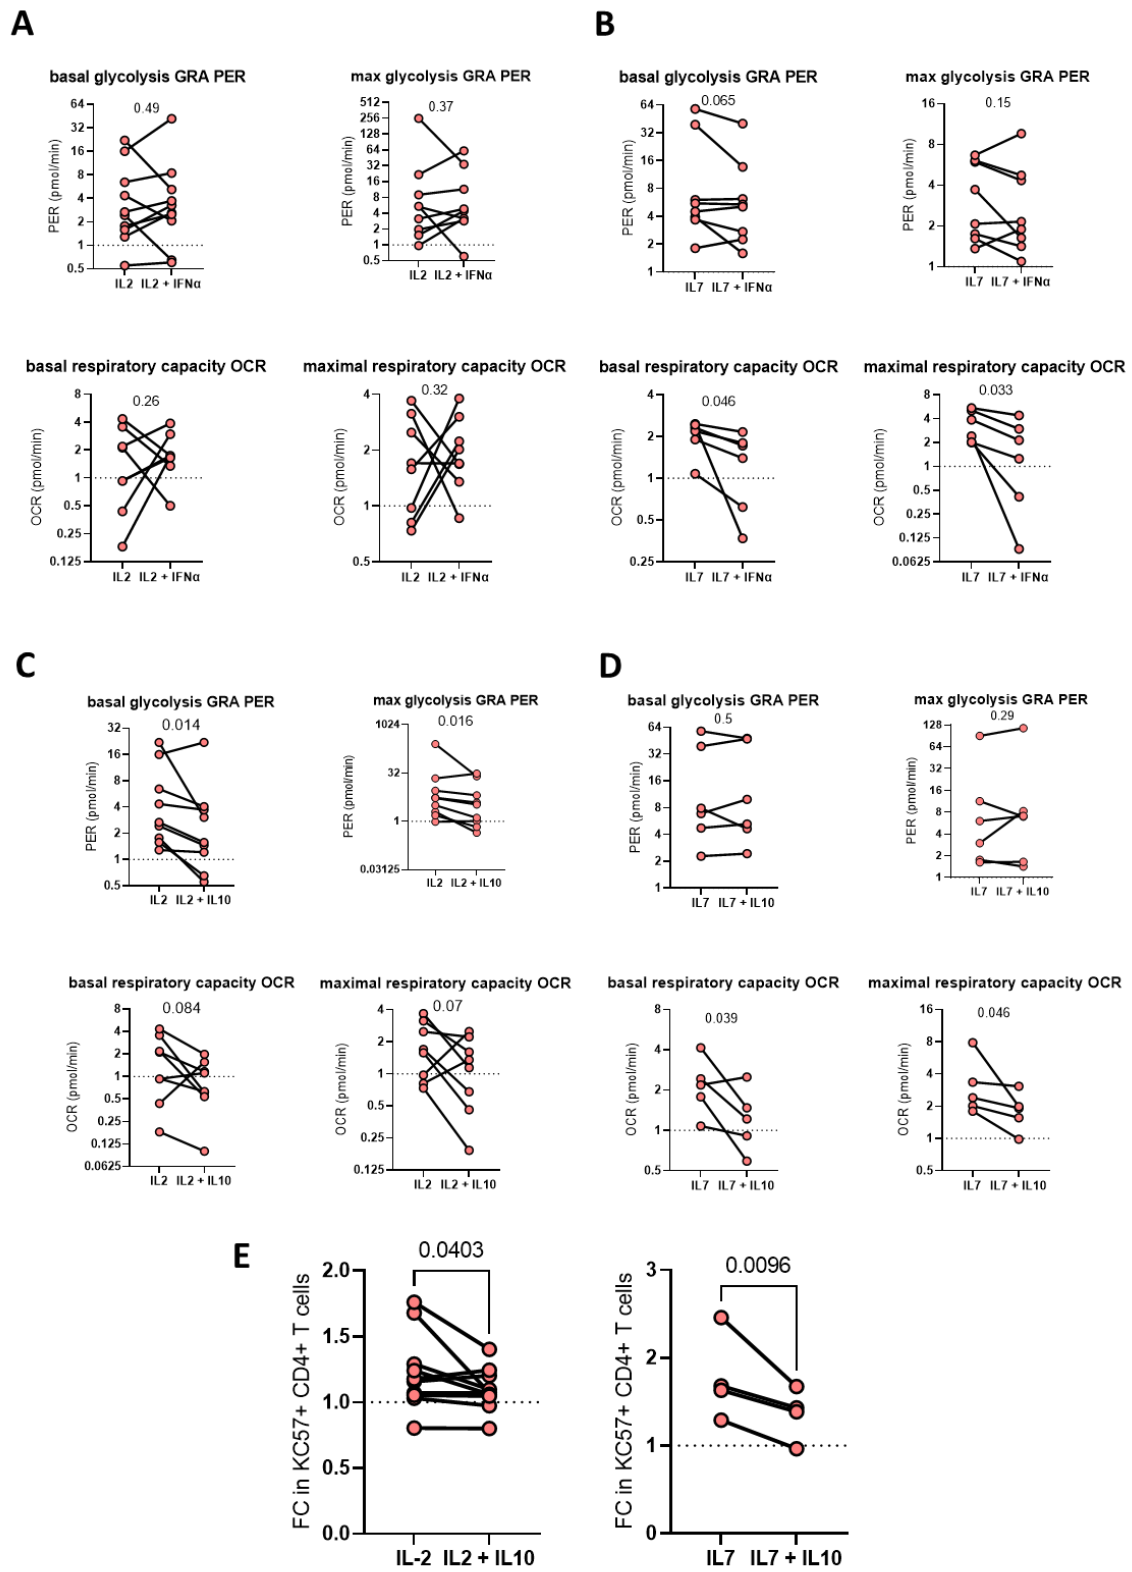 A
B
basal glycolysis GRA PER
max glycolysis GRA PER
basal glycolysis GRA PER
max glycolysis GRA PER
0.49
0.37
0.065
0.15
PER (pmol/min)
64
32
16
8
4
2
1
0.5
IL2 IL2 + IFNα
PER (pmol/min)
512
256
128
64
32
16
8
4
2
1
0.5
IL2 IL2 + IFNα
PER (pmol/min)
64
32
16
8
4
2
1
IL7 IL7 + IFNα
PER (pmol/min)
16
8
4
2
1
IL7 IL7 + IFNα
basal respiratory capacity OCR
maximal respiratory capacity OCR
basal respiratory capacity OCR
maximal respiratory capacity OCR
0.26
0.32
0.046
0.033
OCR (pmol/min)
8
4
2
1
0.5
0.25
0.125
IL2 IL2 + IFNα
OCR (pmol/min)
4
2
1
0.5
IL2 IL2 + IFNα
OCR (pmol/min)
4
2
1
0.5
0.25
IL7 IL7 + IFNα
OCR (pmol/min)
8
4
2
1
0.5
0.25
0.125
0.0625
IL7 IL7 + IFNα
C
D
basal glycolysis GRA PER
max glycolysis GRA PER
basal glycolysis GRA PER
max glycolysis GRA PER
0.014
0.016
0.5
0.29
PER (pmol/min)
32
16
8
4
2
1
0.5
IL2 IL2 + IL10
PER (pmol/min)
1024
32
1
0.03125
IL2 IL2 + IL10
PER (pmol/min)
64
32
16
8
4
2
1
IL7 IL7 + IL10
PER (pmol/min)
128
64
32
16
8
4
2
1
IL7 IL7 + IL10
basal respiratory capacity OCR
maximal respiratory capacity OCR
basal respiratory capacity OCR
maximal respiratory capacity OCR
0.084
0.07
0.039
0.046
OCR (pmol/min)
8
4
2
1
0.5
0.25
0.125
0.0625
IL2 IL2 + IL10
OCR (pmol/min)
4
2
1
0.5
0.25
0.125
IL2 IL2 + IL10
OCR (pmol/min)
8
4
2
1
0.5
IL7 IL7 + IL10
OCR (pmol/min)
16
8
4
2
1
0.5
IL7 IL7 + IL10
E
0.0403
0.0096
FC in KC57+ CD4+ T cells
2.0
1.5
1.0
0.5
0.0
IL-2 IL2 + IL10
FC in KC57+ CD4+ T cells
3
2
1
0
IL7 IL7 + IL10